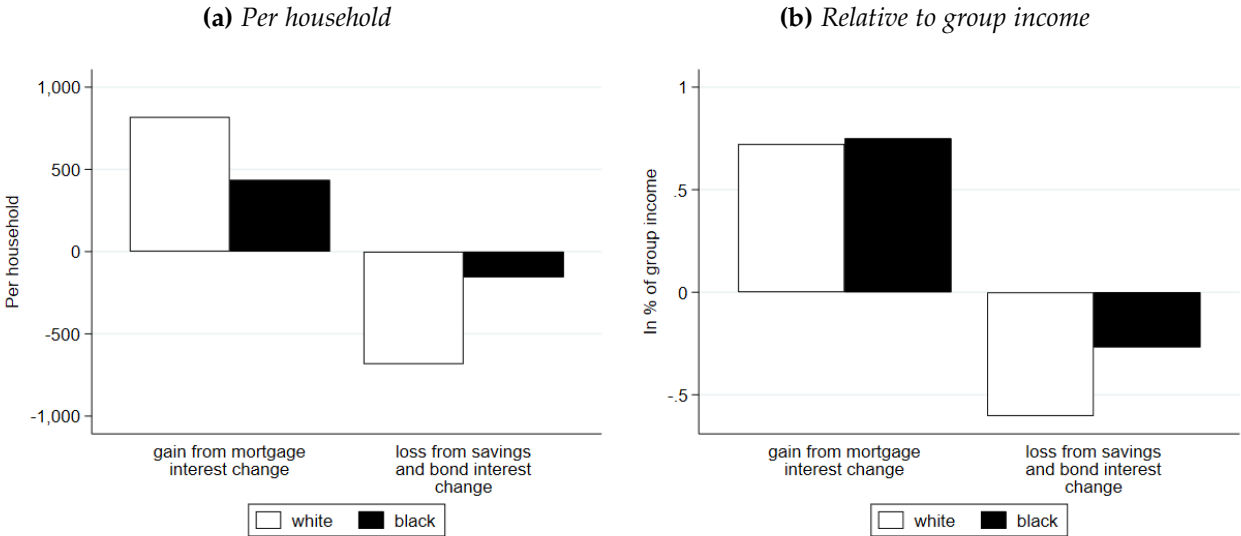 (a) Per household
1,000
500
0
-500
-1,000
Per household
gain from mortgage
interest change
loss from savings
and bond interest
change
white black
(b) Relative to group income
1
.5
0
-.5
In % of group income
gain from mortgage
interest change
loss from savings
and bond interest
change
white black